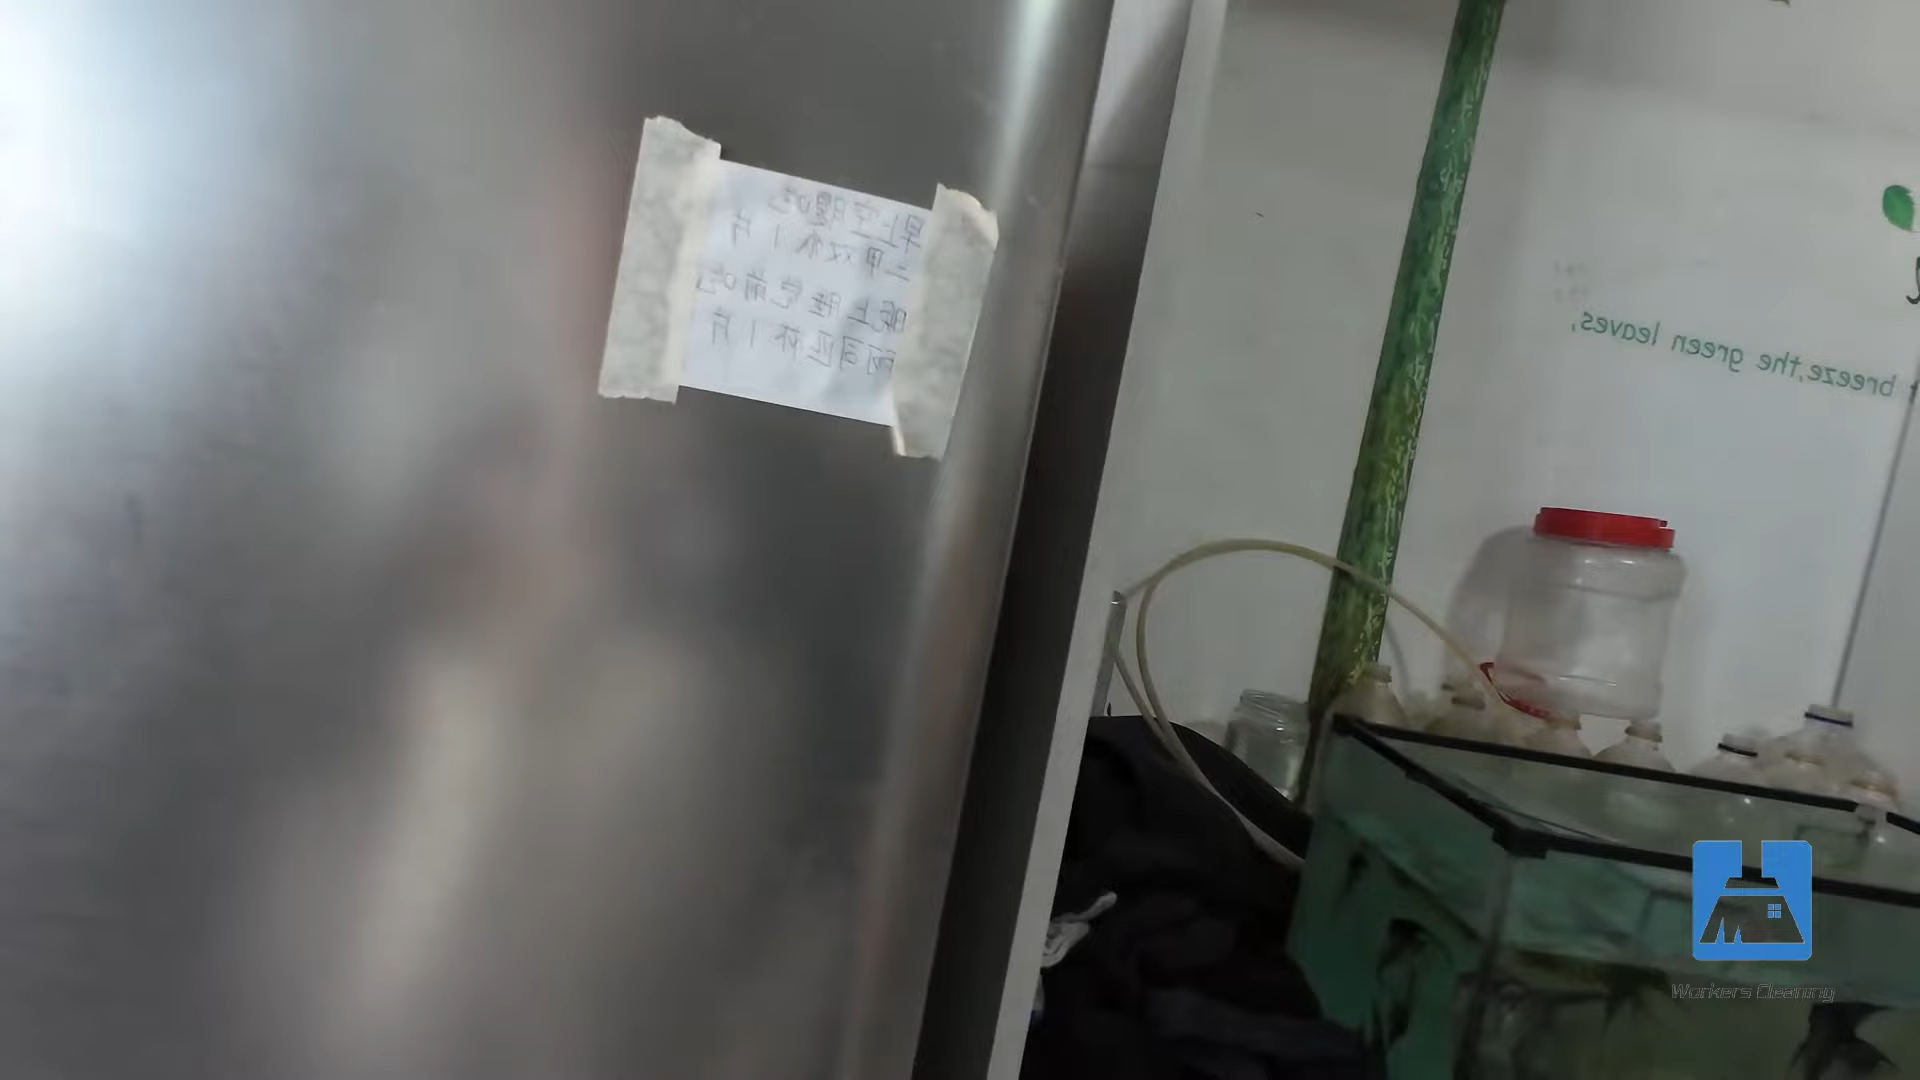 早上空腹吃
二甲双胍1片
晚上睡觉前吃
阿司匹林1片
breeze,the green leaves,
Workers Cleaning